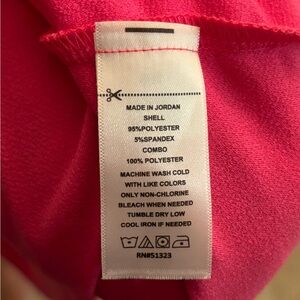 MADE IN JORDAN
SHELL
95%POLYESTER
5%SPANDEX
COMBO
100% POLYESTER
MACHINE WASH COLD
WITH LIKE COLORS
ONLY NON-CHLORINE
BLEACH WHEN NEEDED
TUMBLE DRY LOW
COOL IRON IF NEEDED
RN#51323